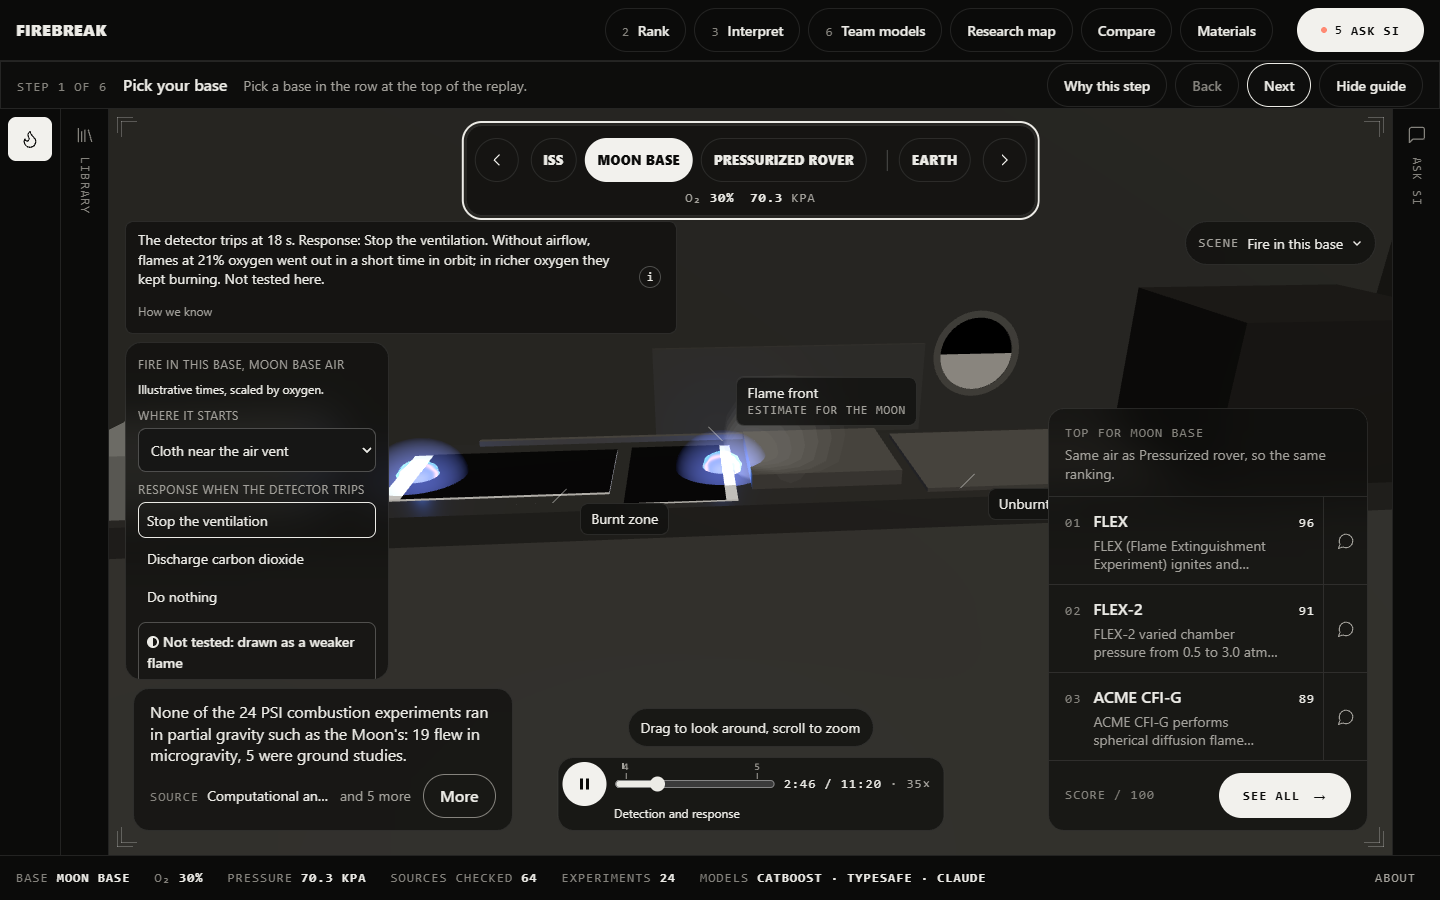 FIREBREAK
2 Rank
3 Interpret
6 Team models
Research map
Compare
Materials
5 ASK SI
STEP 1 OF 6
Pick your base
Pick a base in the row at the top of the replay.
Why this step
Back
Next
Hide guide
LIBRARY
ISS
MOON BASE
PRESSURIZED ROVER
EARTH
O₂ 30% 70.3 KPA
ASK SI
The detector trips at 18 s. Response: Stop the ventilation. Without airflow,
flames at 21% oxygen went out in a short time in orbit; in richer oxygen they
kept burning. Not tested here.
i
How we know
SCENE Fire in this base
FIRE IN THIS BASE, MOON BASE AIR
Illustrative times, scaled by oxygen.
WHERE IT STARTS
Cloth near the air vent
RESPONSE WHEN THE DETECTOR TRIPS
Stop the ventilation
Discharge carbon dioxide
Do nothing
Not tested: drawn as a weaker
flame
Flame front
ESTIMATE FOR THE MOON
Burnt zone
Unburnt
TOP FOR MOON BASE
Same air as Pressurized rover, so the same
ranking.
01 FLEX 96
FLEX (Flame Extinguishment
Experiment) ignites and...
02 FLEX-2 91
FLEX-2 varied chamber
pressure from 0.5 to 3.0 atm...
03 ACME CFI-G 89
ACME CFI-G performs
spherical diffusion flame...
SCORE / 100
SEE ALL →
None of the 24 PSI combustion experiments ran
in partial gravity such as the Moon's: 19 flew in
microgravity, 5 were ground studies.
SOURCE Computational an... and 5 more
More
Drag to look around, scroll to zoom
5
2:46 / 11:20 · 35x
Detection and response
BASE MOON BASE
O₂ 30%
PRESSURE 70.3 KPA
SOURCES CHECKED 64
EXPERIMENTS 24
MODELS CATBOOST · TYPESAFE · CLAUDE
ABOUT